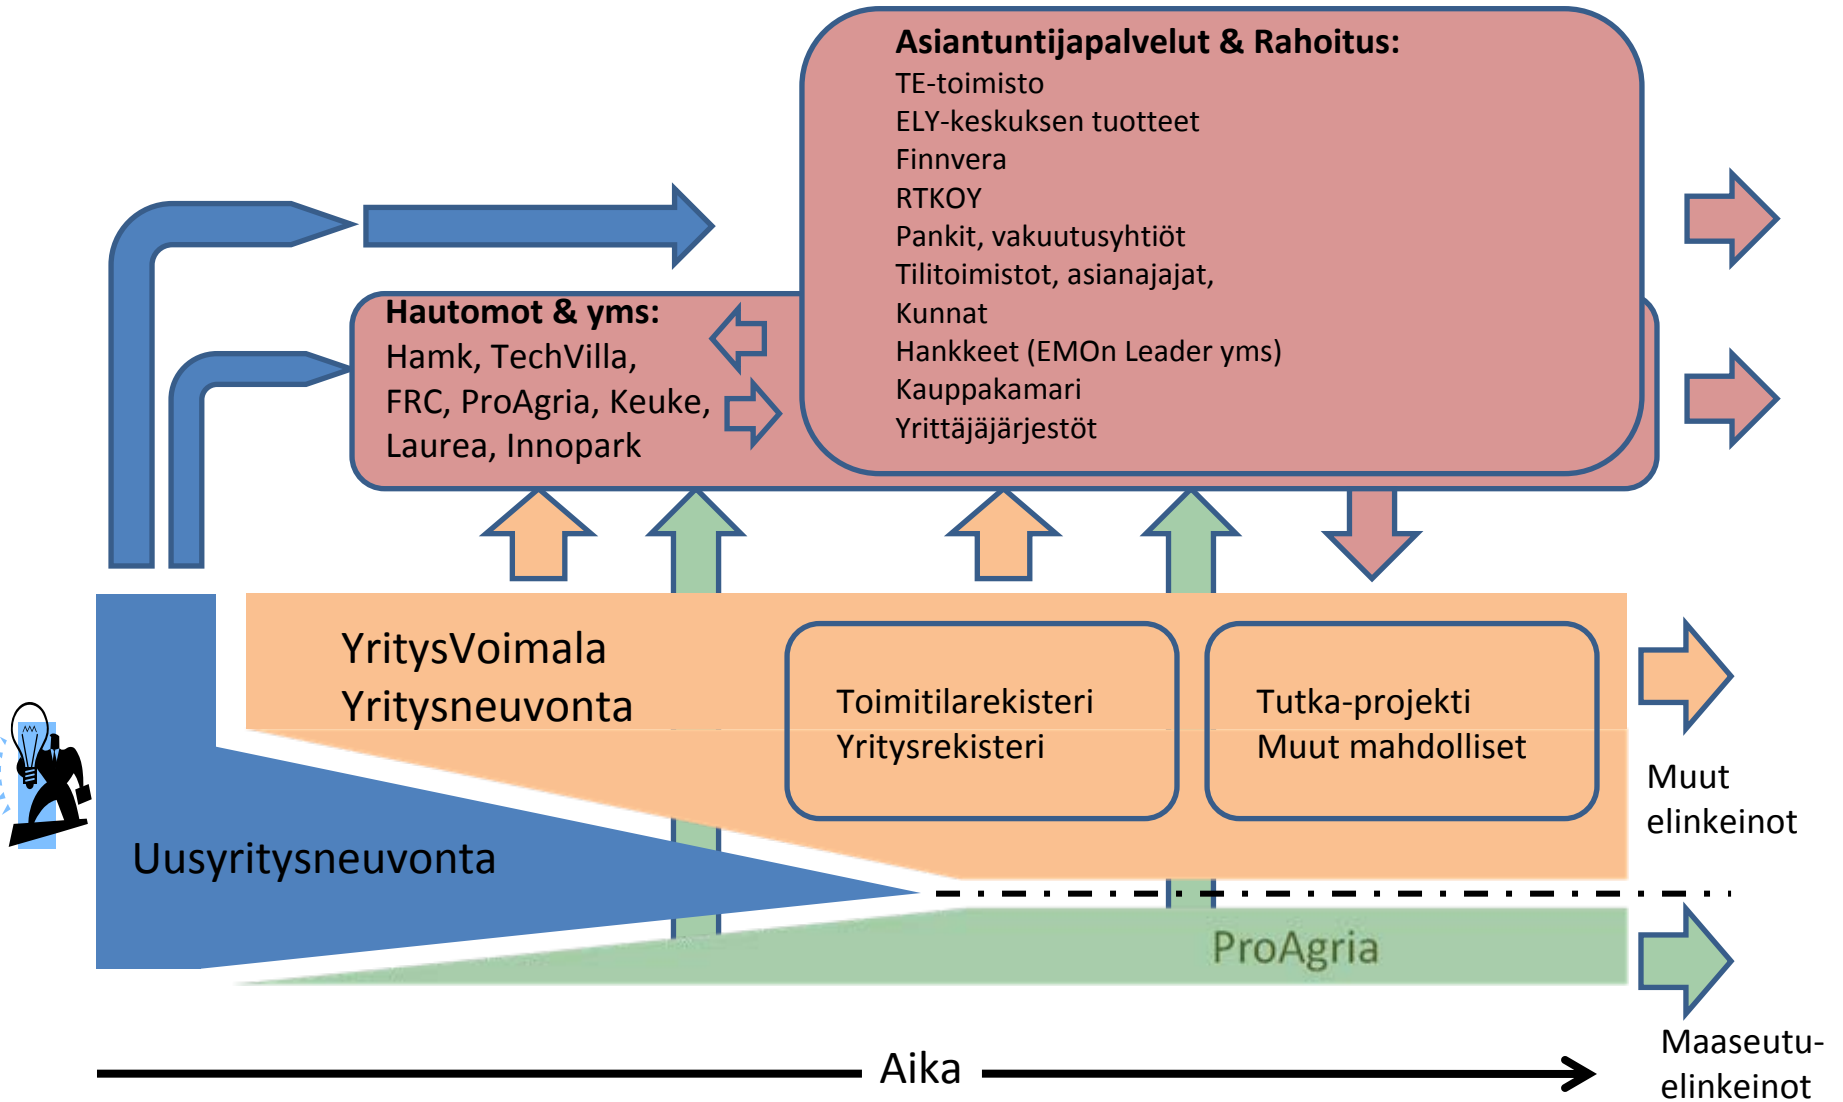 Asiantuntijapalvelut & Rahoitus:
TE-toimisto
ELY-keskuksen tuotteet
Finnvera
RTKOY
Pankit, vakuutusyhtiöt
Tilitoimistot, asianajajat,
Kunnat
Hankkeet (EMOn Leader yms)
Kauppakamari
Yrittäjäjärjestöt
Hautomot & yms:
Hamk, TechVilla,
FRC, ProAgria, Keuke,
Laurea, Innopark
YritysVoimala
Yritysneuvonta
Toimitilarekisteri
Yritysrekisteri
Tutka-projekti
Muut mahdolliset
Muut
elinkeinot
Uusyritysneuvonta
ProAgria
Maaseutu-
elinkeinot
Aika